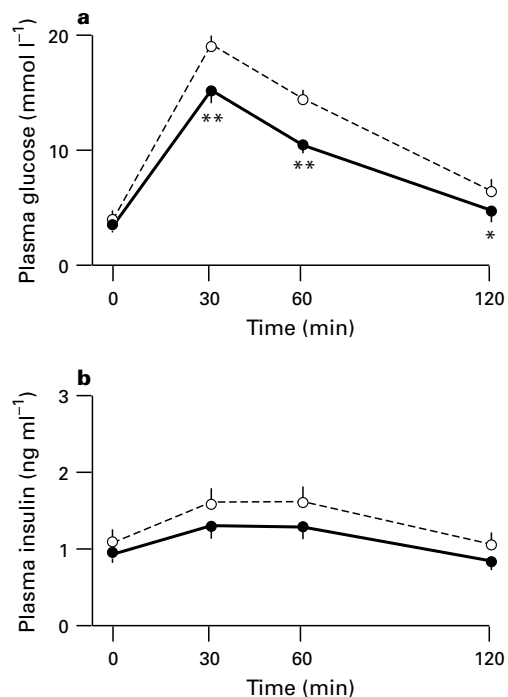 a
Plasma glucose (mmol l⁻¹)
20
10
0
**
**
*
0 30 60 120
Time (min)
b
Plasma insulin (ng ml⁻¹)
3
2
1
0
0 30 60 120
Time (min)